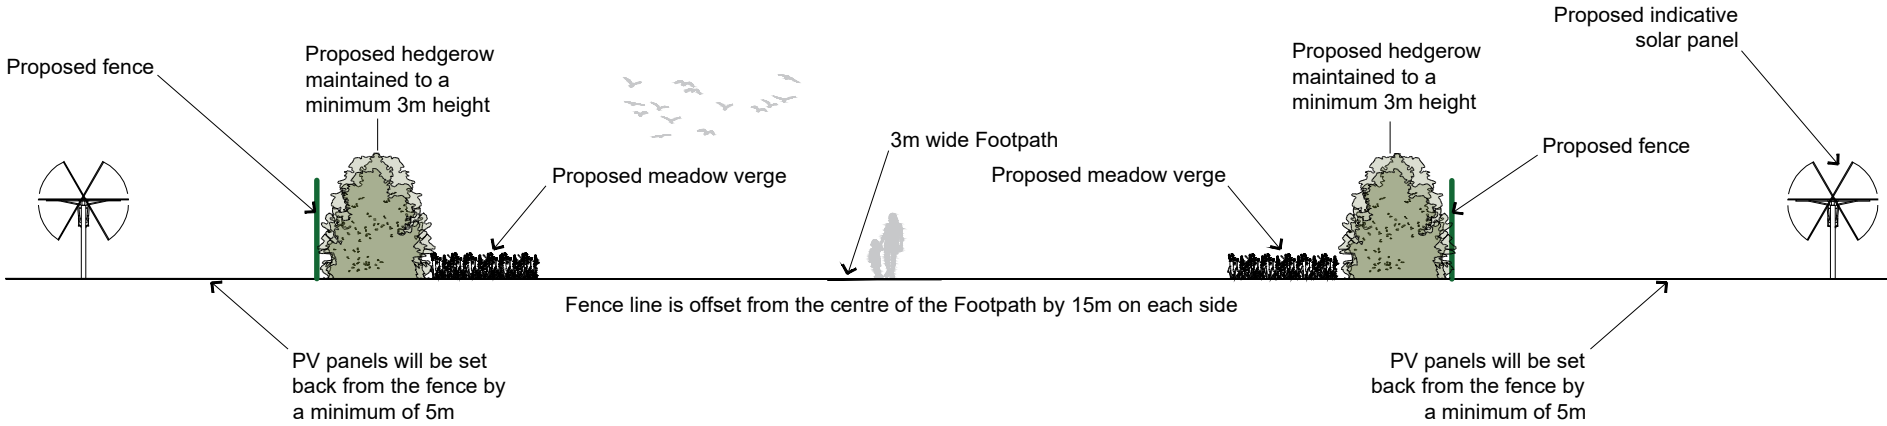 Proposed fence
Proposed hedgerow
maintained to a
minimum 3m height
Proposed meadow verge
3m wide Footpath
Proposed meadow verge
Proposed hedgerow
maintained to a
minimum 3m height
Proposed fence
Proposed indicative
solar panel
Fence line is offset from the centre of the Footpath by 15m on each side
PV panels will be set
back from the fence by
a minimum of 5m
PV panels will be set
back from the fence by
a minimum of 5m